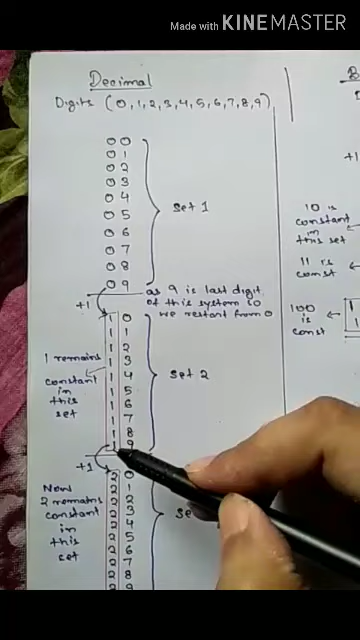 Made with KINEMASTER
Decimal
Digits (0,1,2,3,4,5,6,7,8,9)
00
01
02
03
04
05
06
07
08
09
Set 1
+1
as 9 is last digit
of this system so
we restart from 0
10
11
12
13
14
15
16
17
18
19
Set 2
1 remains
constant
in
this
set
+1
20
21
22
23
24
25
26
27
28
29
Now
2 remains
constant
in
this
set
+1
10 is
constant
in
this set
11 is
const
100
is
const